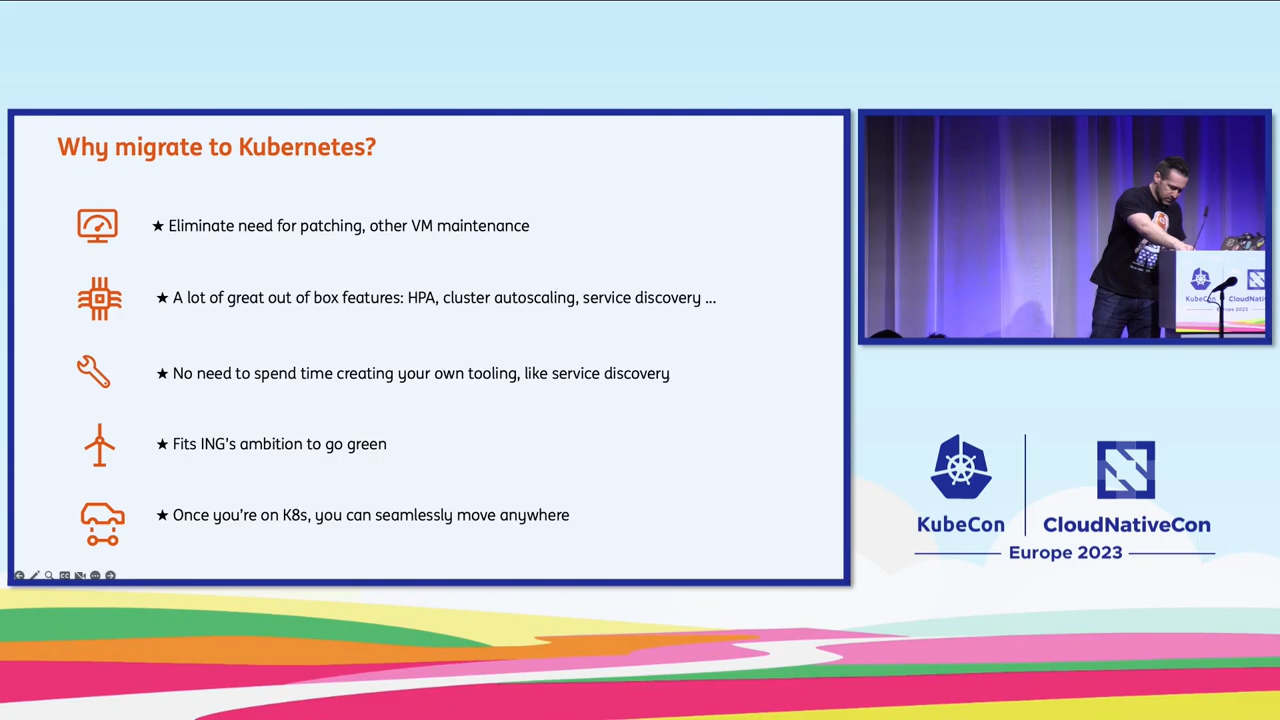 Why migrate to Kubernetes?
★ Eliminate need for patching, other VM maintenance
★ A lot of great out of box features: HPA, cluster autoscaling, service discovery ...
★ No need to spend time creating your own tooling, like service discovery
★ Fits ING's ambition to go green
★ Once you're on K8s, you can seamlessly move anywhere
KubeCon
CloudNativeCon
Europe 2023